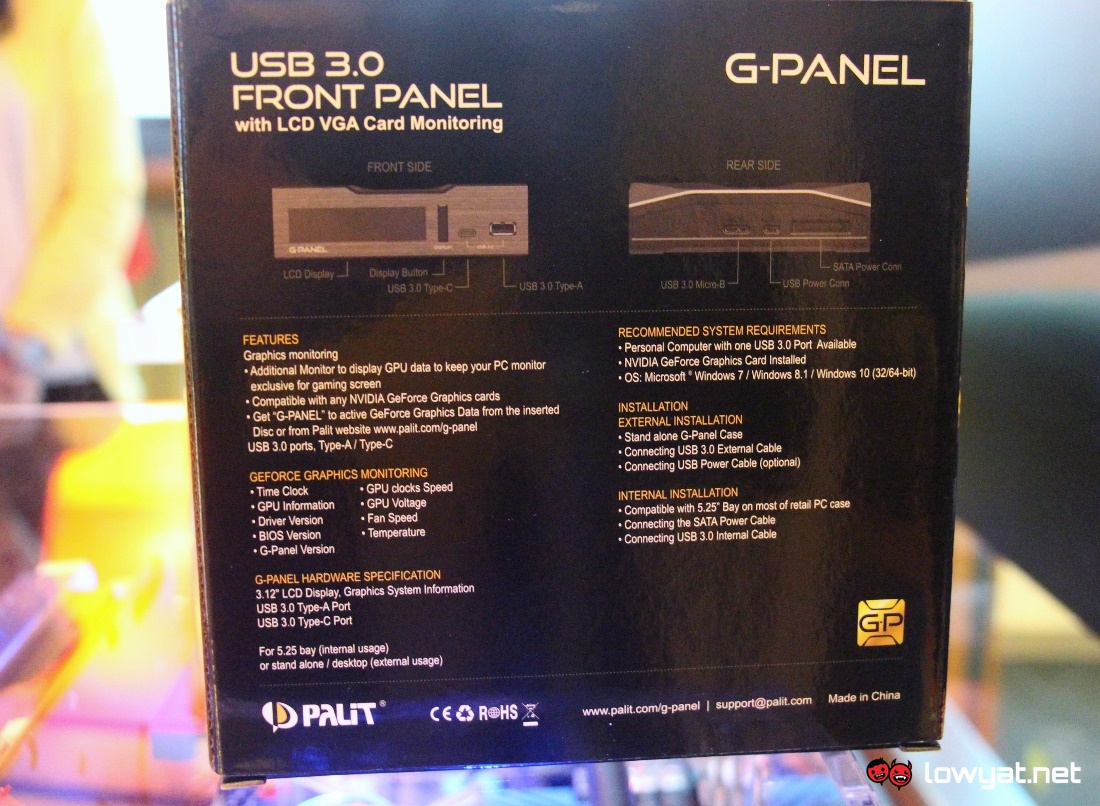 USB 3.0
FRONT PANEL
with LCD VGA Card Monitoring
G-PANEL
FRONT SIDE
G-PANEL
LCD Display
Display Button
USB 3.0 Type-C
USB 3.0 Type-A
REAR SIDE
USB 3.0 Micro-B
USB Power Conn
SATA Power Conn
FEATURES
Graphics monitoring
• Additional Monitor to display GPU data to keep your PC monitor
exclusive for gaming screen
• Compatible with any NVIDIA GeForce Graphics cards
• Get "G-PANEL" to active GeForce Graphics Data from the inserted
Disc or from Palit website www.palit.com/g-panel
USB 3.0 ports, Type-A / Type-C
GEFORCE GRAPHICS MONITORING
• Time Clock
• GPU Information
• Driver Version
• BIOS Version
• G-Panel Version
• GPU clocks Speed
• GPU Voltage
• Fan Speed
• Temperature
G-PANEL HARDWARE SPECIFICATION
3.12" LCD Display, Graphics System Information
USB 3.0 Type-A Port
USB 3.0 Type-C Port
For 5.25 bay (internal usage)
or stand alone / desktop (external usage)
RECOMMENDED SYSTEM REQUIREMENTS
• Personal Computer with one USB 3.0 Port Available
• NVIDIA GeForce Graphics Card Installed
• OS: Microsoft® Windows 7 / Windows 8.1 / Windows 10 (32/64-bit)
INSTALLATION
EXTERNAL INSTALLATION
• Stand alone G-Panel Case
• Connecting USB 3.0 External Cable
• Connecting USB Power Cable (optional)
INTERNAL INSTALLATION
• Compatible with 5.25" Bay on most of retail PC case
• Connecting the SATA Power Cable
• Connecting USB 3.0 Internal Cable
G-P
PALiT®
CE RoHS
www.palit.com/g-panel | support@palit.com
Made in China
lowyat.net